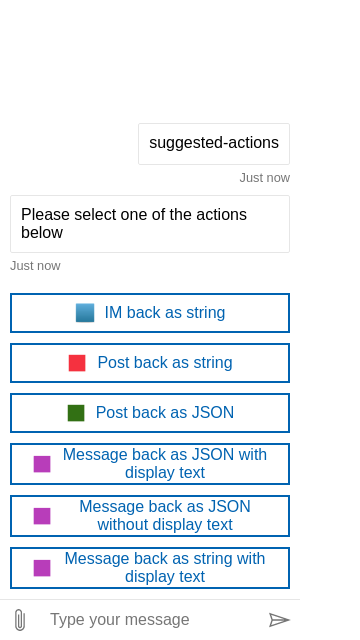 suggested-actions
Just now
Please select one of the actions
below
Just now
IM back as string
Post back as string
Post back as JSON
Message back as JSON with
display text
Message back as JSON
without display text
Message back as string with
display text
Type your message